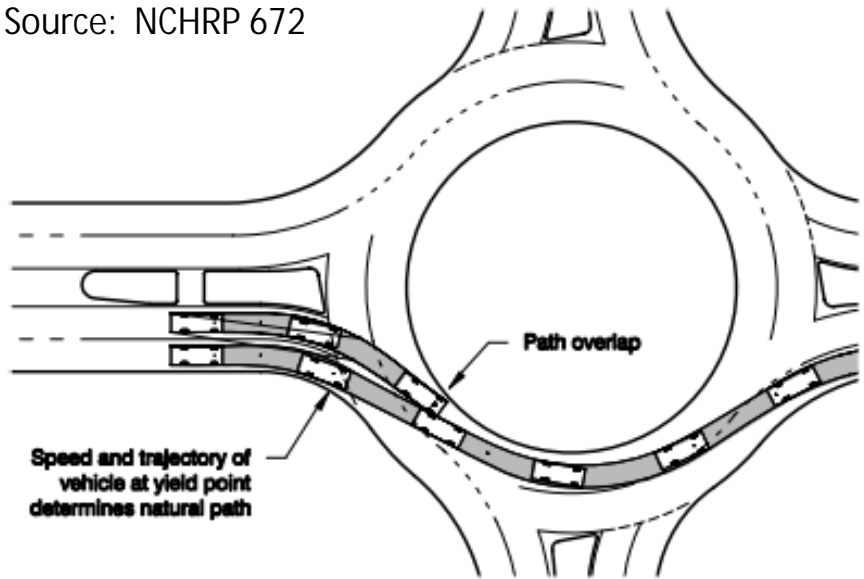 Source: NCHRP 672
Path overlap
Speed and trajectory of
vehicle at yield point
determines natural path